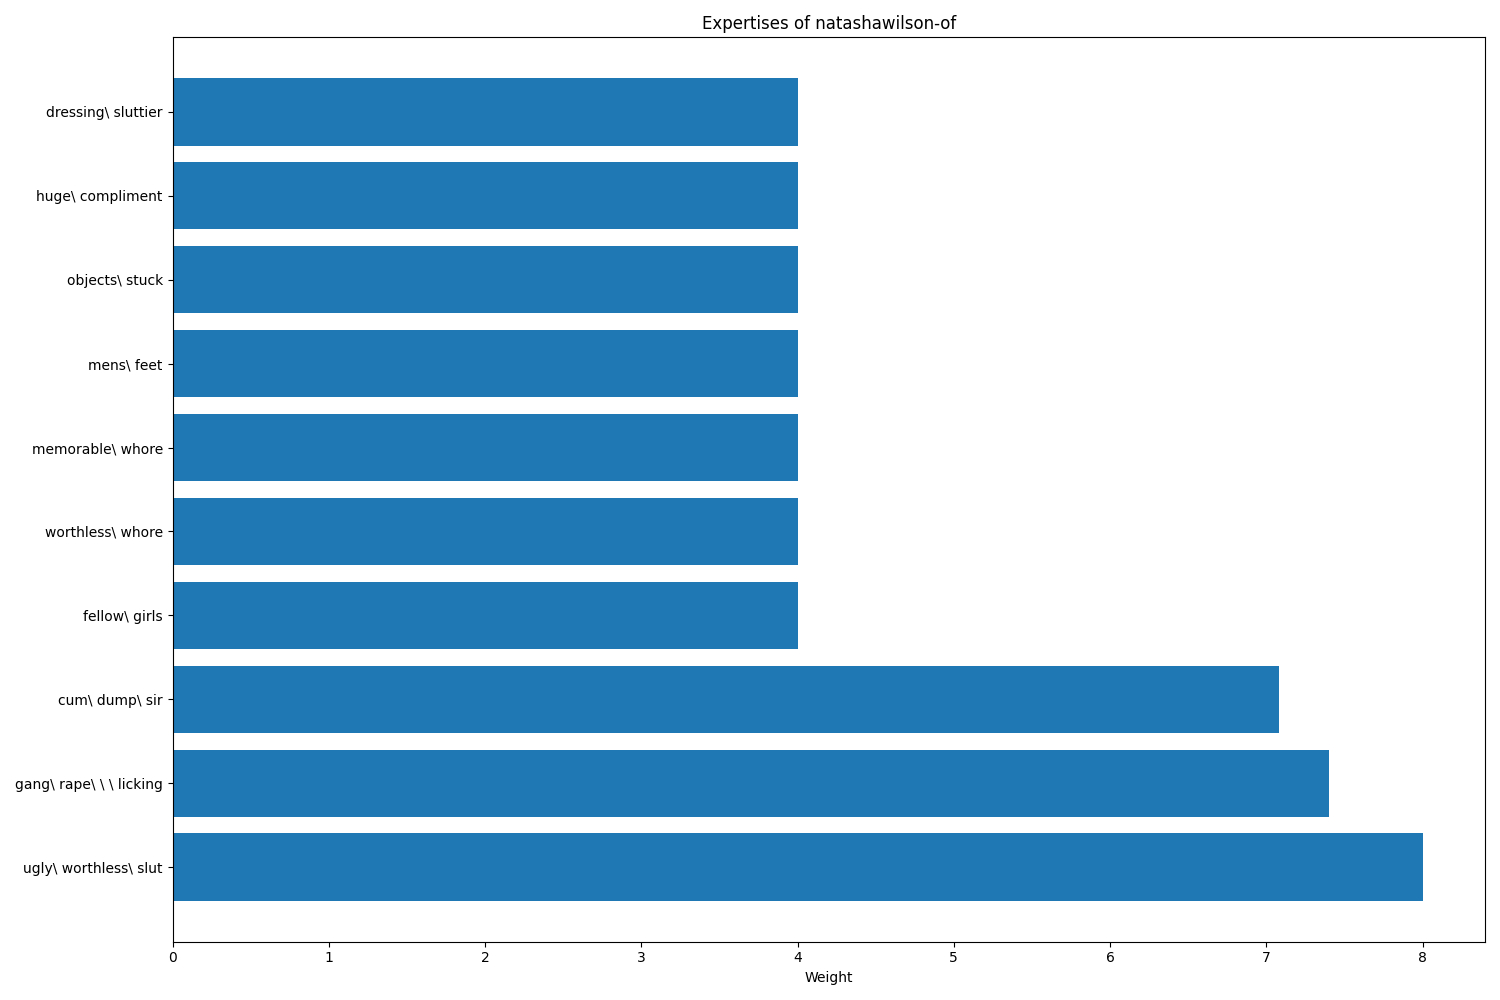 Expertises of natashawilson-of
dressing\ sluttier
huge\ compliment
objects\ stuck
mens\ feet
memorable\ whore
worthless\ whore
fellow\ girls
cum\ dump\ sir
gang\ rape\ \ \ licking
ugly\ worthless\ slut
0 1 2 3 4 5 6 7 8
Weight